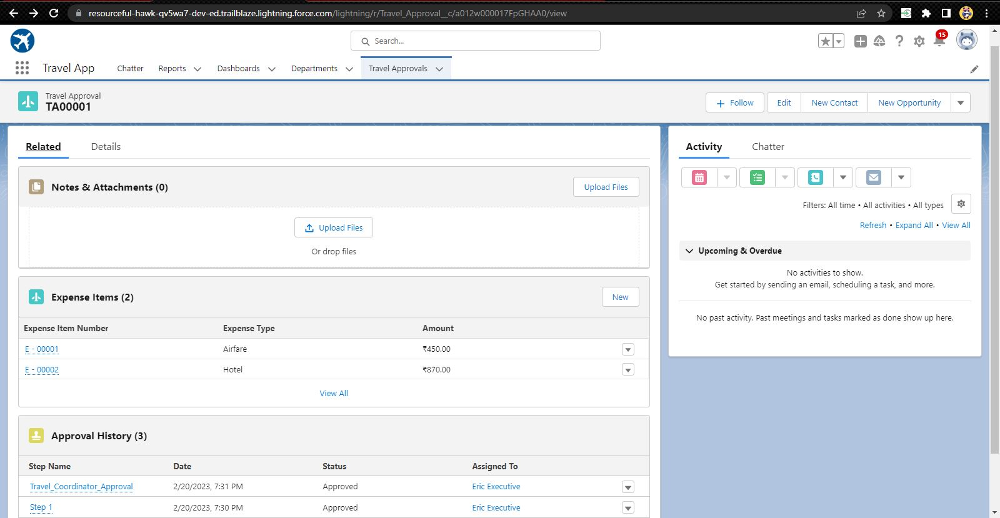 resourceful-hawk-qv5wa7-dev-ed.trailblaze.lightning.force.com/lightning/r/Travel_Approval__c/a012w000017FpGHAA0/view
Search...
15
Travel App
Chatter
Reports
Dashboards
Departments
Travel Approvals
Travel Approval
TA00001
Follow
Edit
New Contact
New Opportunity
Related
Details
Notes & Attachments (0)
Upload Files
Upload Files
Or drop files
Expense Items (2)
New
Expense Item Number Expense Type Amount
E - 00001 Airfare ₹450.00
E - 00002 Hotel ₹870.00
View All
Approval History (3)
Step Name Date Status Assigned To
Travel_Coordinator_Approval 2/20/2023, 7:31 PM Approved Eric Executive
Step 1 2/20/2023, 7:30 PM Approved Eric Executive
Activity
Chatter
Filters: All time • All activities • All types
Refresh • Expand All • View All
Upcoming & Overdue
No activities to show.
Get started by sending an email, scheduling a task, and more.
No past activity. Past meetings and tasks marked as done show up here.